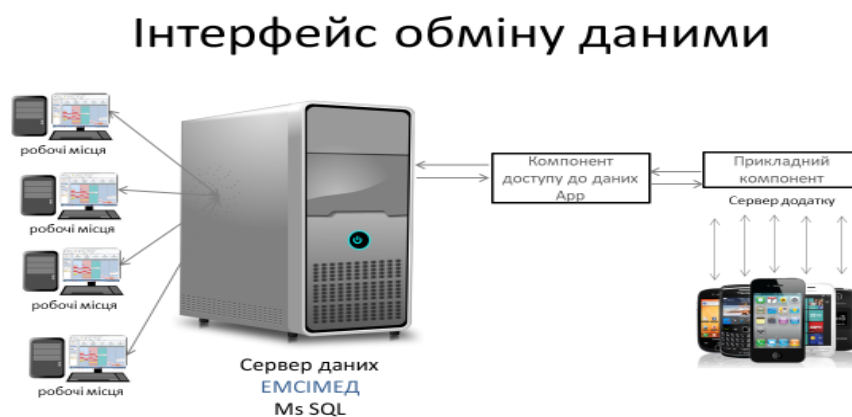 Інтерфейс обміну даними
робочі місця
робочі місця
робочі місця
робочі місця
Сервер даних
ЕМСІМЕД
Ms SQL
Компонент
доступу до даних
App
Прикладний
компонент
Сервер додатку